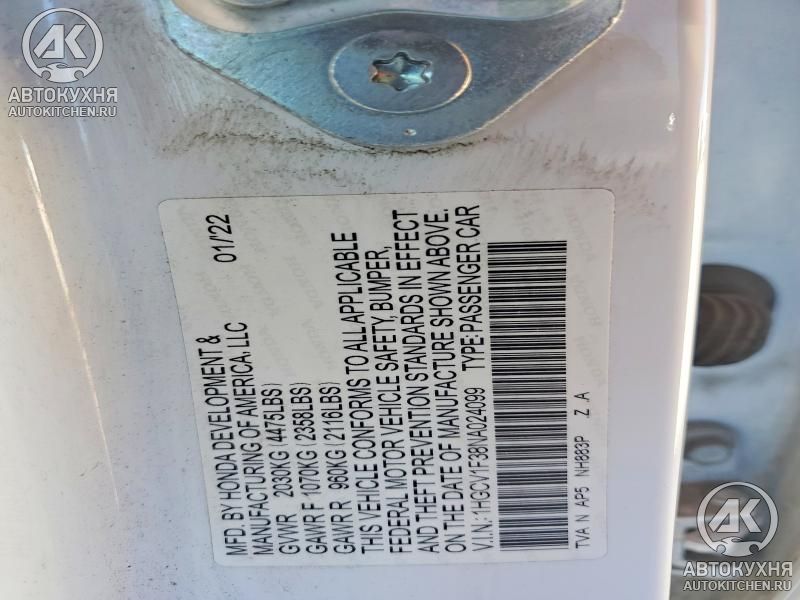 AK
АВТОКУХНЯ
AUTOKITCHEN.RU
MFD. BY HONDA DEVELOPMENT & 01/'22
MANUFACTURING OF AMERICA, LLC
GVWR 2030KG (4475LBS)
GAWR F 1070KG (2358LBS)
GAWR R 960KG (2116LBS)
THIS VEHICLE CONFORMS TO ALL APPLICABLE
FEDERAL MOTOR VEHICLE SAFETY, BUMPER,
AND THEFT PREVENTION STANDARDS IN EFFECT
ON THE DATE OF MANUFACTURE SHOWN ABOVE.
V.I.N.: 1HGCV1F38NA024099 TYPE: PASSENGER CAR
TVA N AP5 NH883P Z .A
AK
АВТОКУХНЯ
AUTOKITCHEN.RU